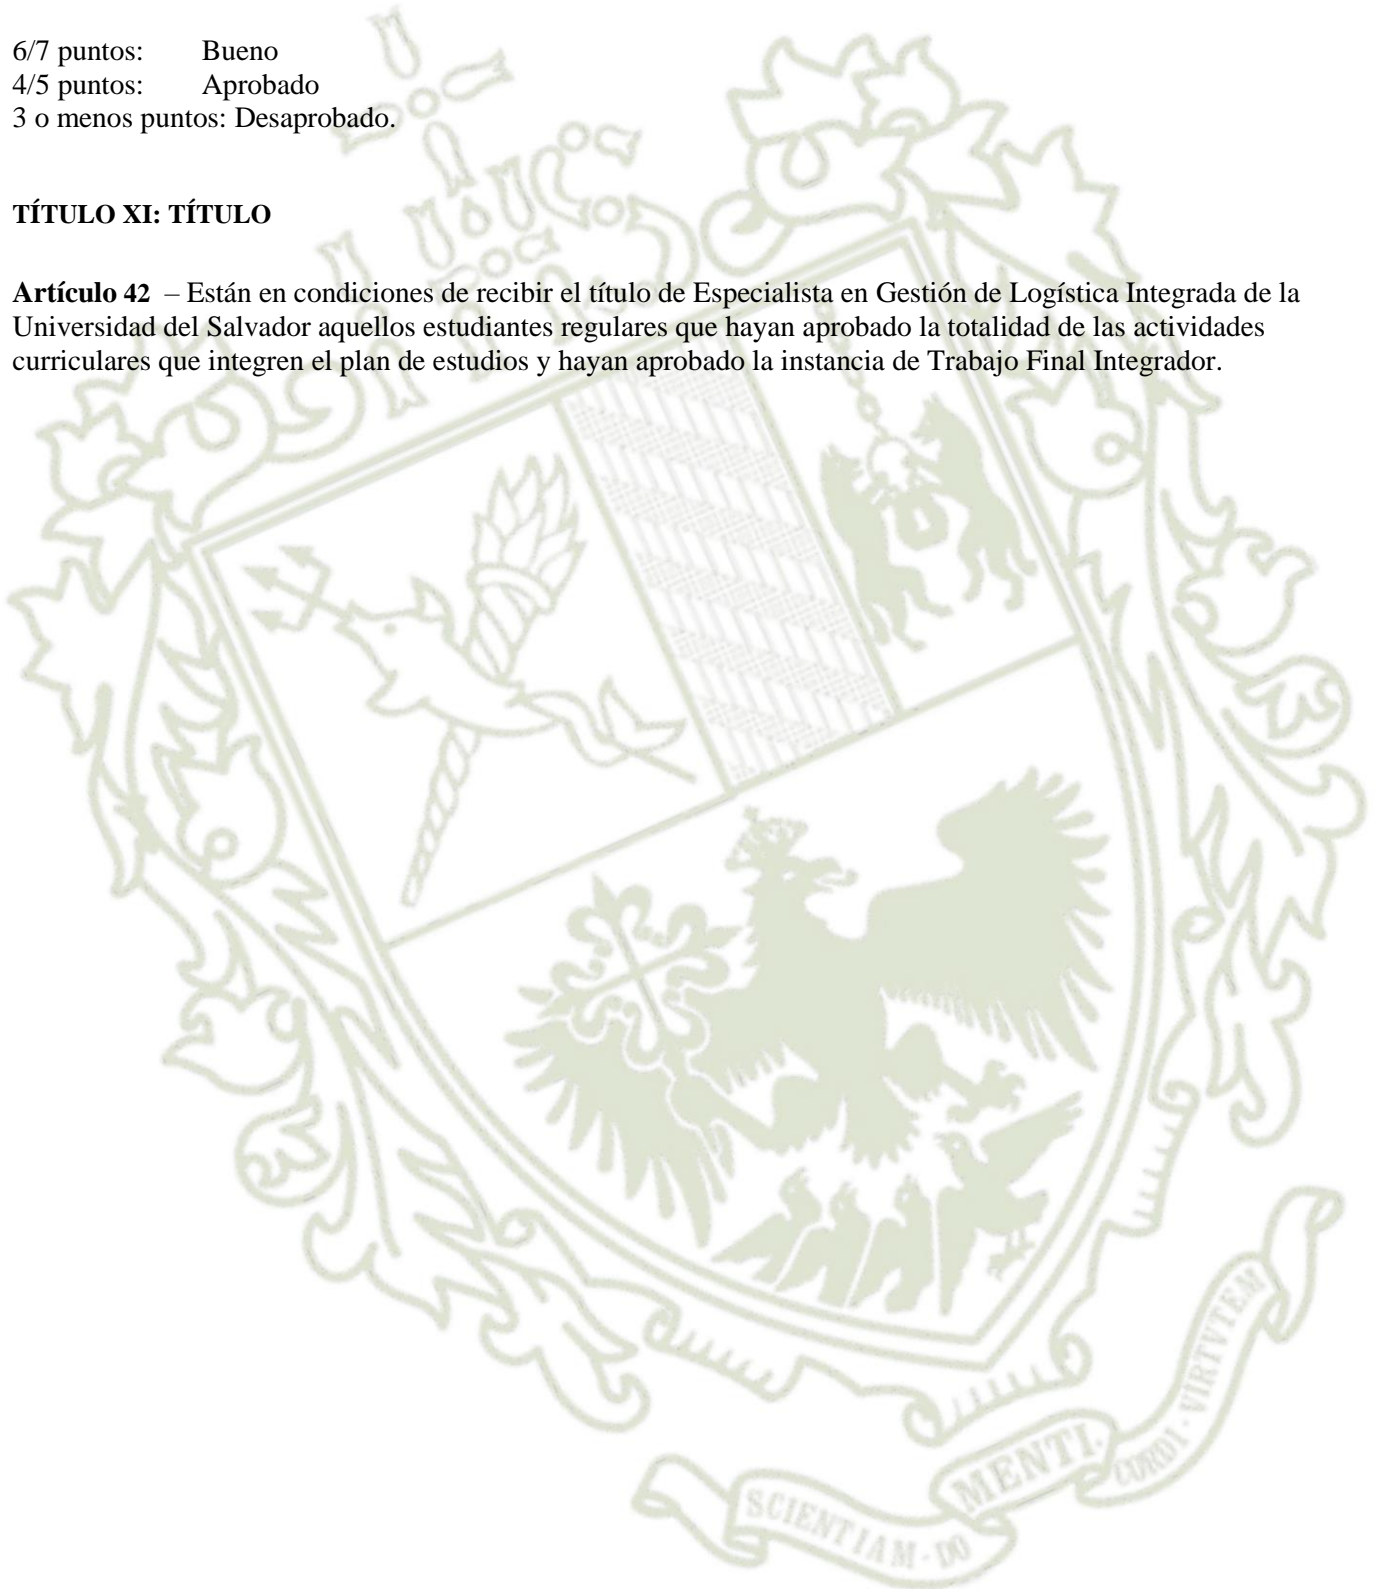 6/7 puntos: Bueno
4/5 puntos: Aprobado
3 o menos puntos: Desaprobado.
TÍTULO XI: TÍTULO
Artículo 42 – Están en condiciones de recibir el título de Especialista en Gestión de Logística Integrada de la
Universidad del Salvador aquellos estudiantes regulares que hayan aprobado la totalidad de las actividades
curriculares que integren el plan de estudios y hayan aprobado la instancia de Trabajo Final Integrador.
SCIENTIAM · DO
MENTI.
CORDI · VIRTVTEM